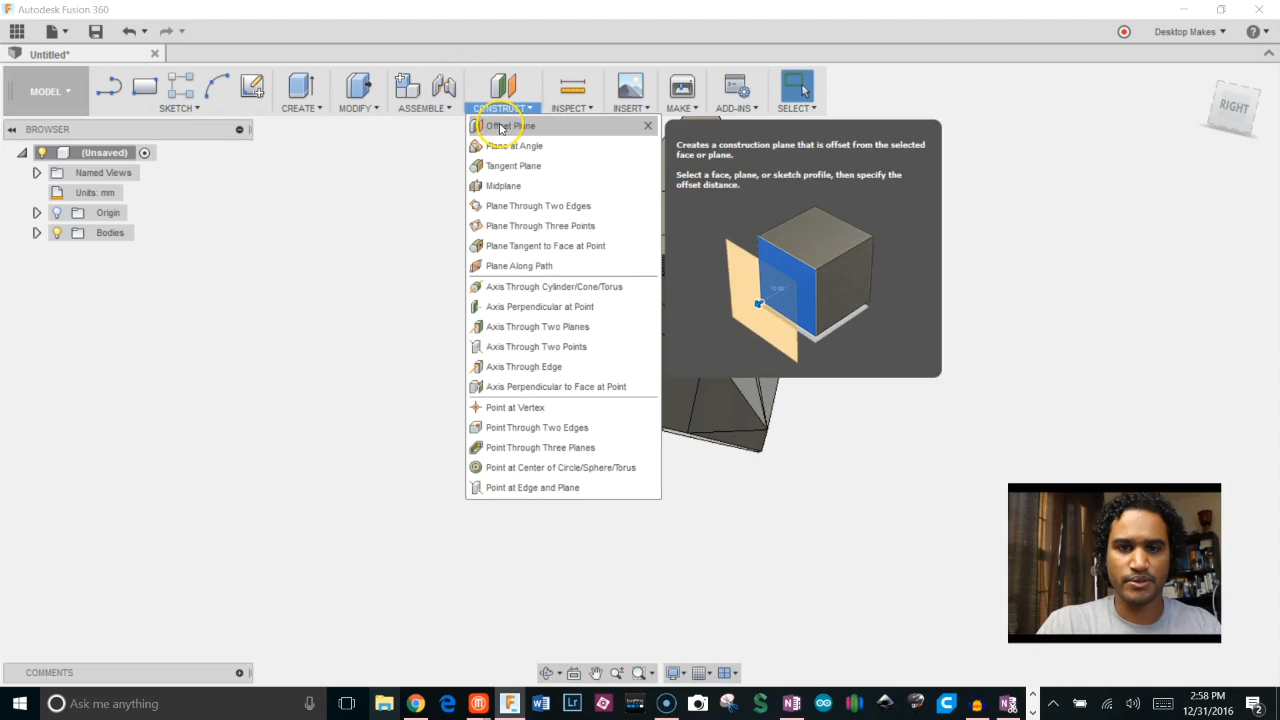 Autodesk Fusion 360
Desktop Makes
Untitled*
MODEL
SKETCH
CREATE
MODIFY
ASSEMBLE
CONSTRUCT
INSPECT
INSERT
MAKE
ADD-INS
SELECT
RIGHT
BROWSER
(Unsaved)
Named Views
Units: mm
Origin
Bodies
Offset Plane
Plane at Angle
Tangent Plane
Midplane
Plane Through Two Edges
Plane Through Three Points
Plane Tangent to Face at Point
Plane Along Path
Axis Through Cylinder/Cone/Torus
Axis Perpendicular at Point
Axis Through Two Planes
Axis Through Two Points
Axis Through Edge
Axis Perpendicular to Face at Point
Point at Vertex
Point Through Two Edges
Point Through Three Planes
Point at Center of Circle/Sphere/Torus
Point at Edge and Plane
Creates a construction plane that is offset from the selected
face or plane.
Select a face, plane, or sketch profile, then specify the
offset distance.
COMMENTS
Ask me anything
2:58 PM
12/31/2016